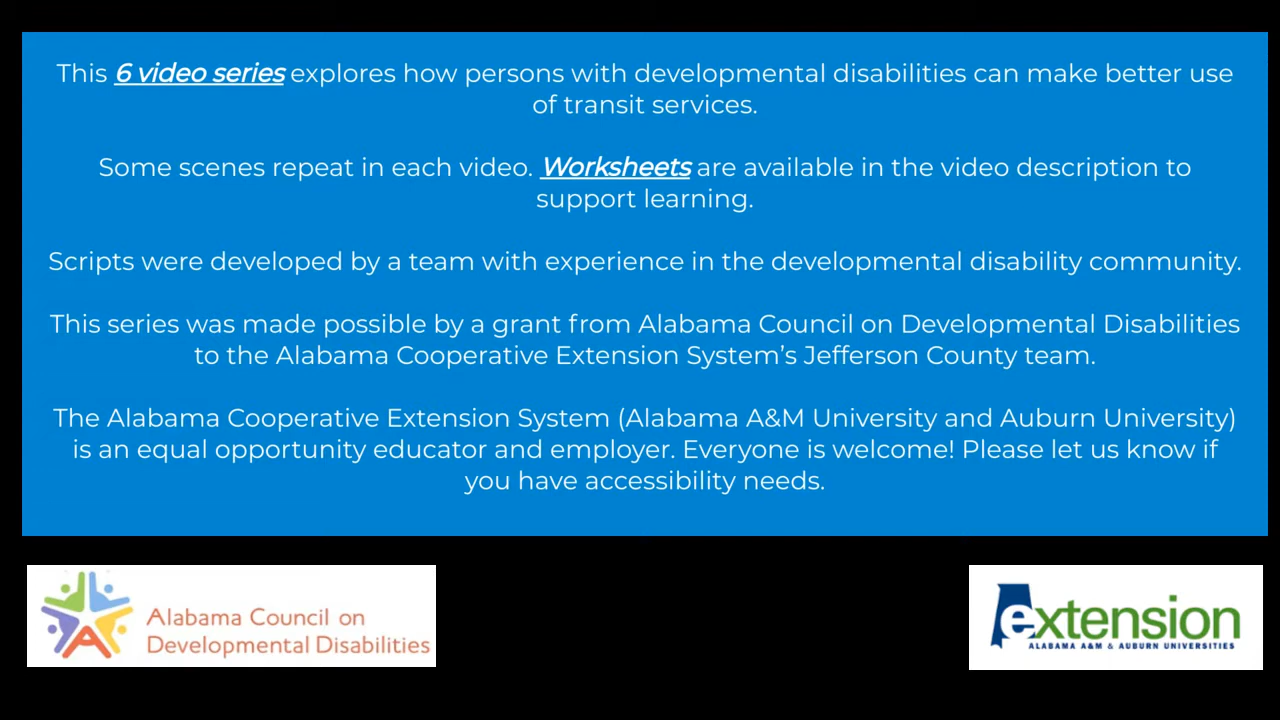 This 6 video series explores how persons with developmental disabilities can make better use
of transit services.
Some scenes repeat in each video. Worksheets are available in the video description to
support learning.
Scripts were developed by a team with experience in the developmental disability community.
This series was made possible by a grant from Alabama Council on Developmental Disabilities
to the Alabama Cooperative Extension System's Jefferson County team.
The Alabama Cooperative Extension System (Alabama A&M University and Auburn University)
is an equal opportunity educator and employer. Everyone is welcome! Please let us know if
you have accessibility needs.
Alabama Council on
Developmental Disabilities
extension
ALABAMA A&M & AUBURN UNIVERSITIES